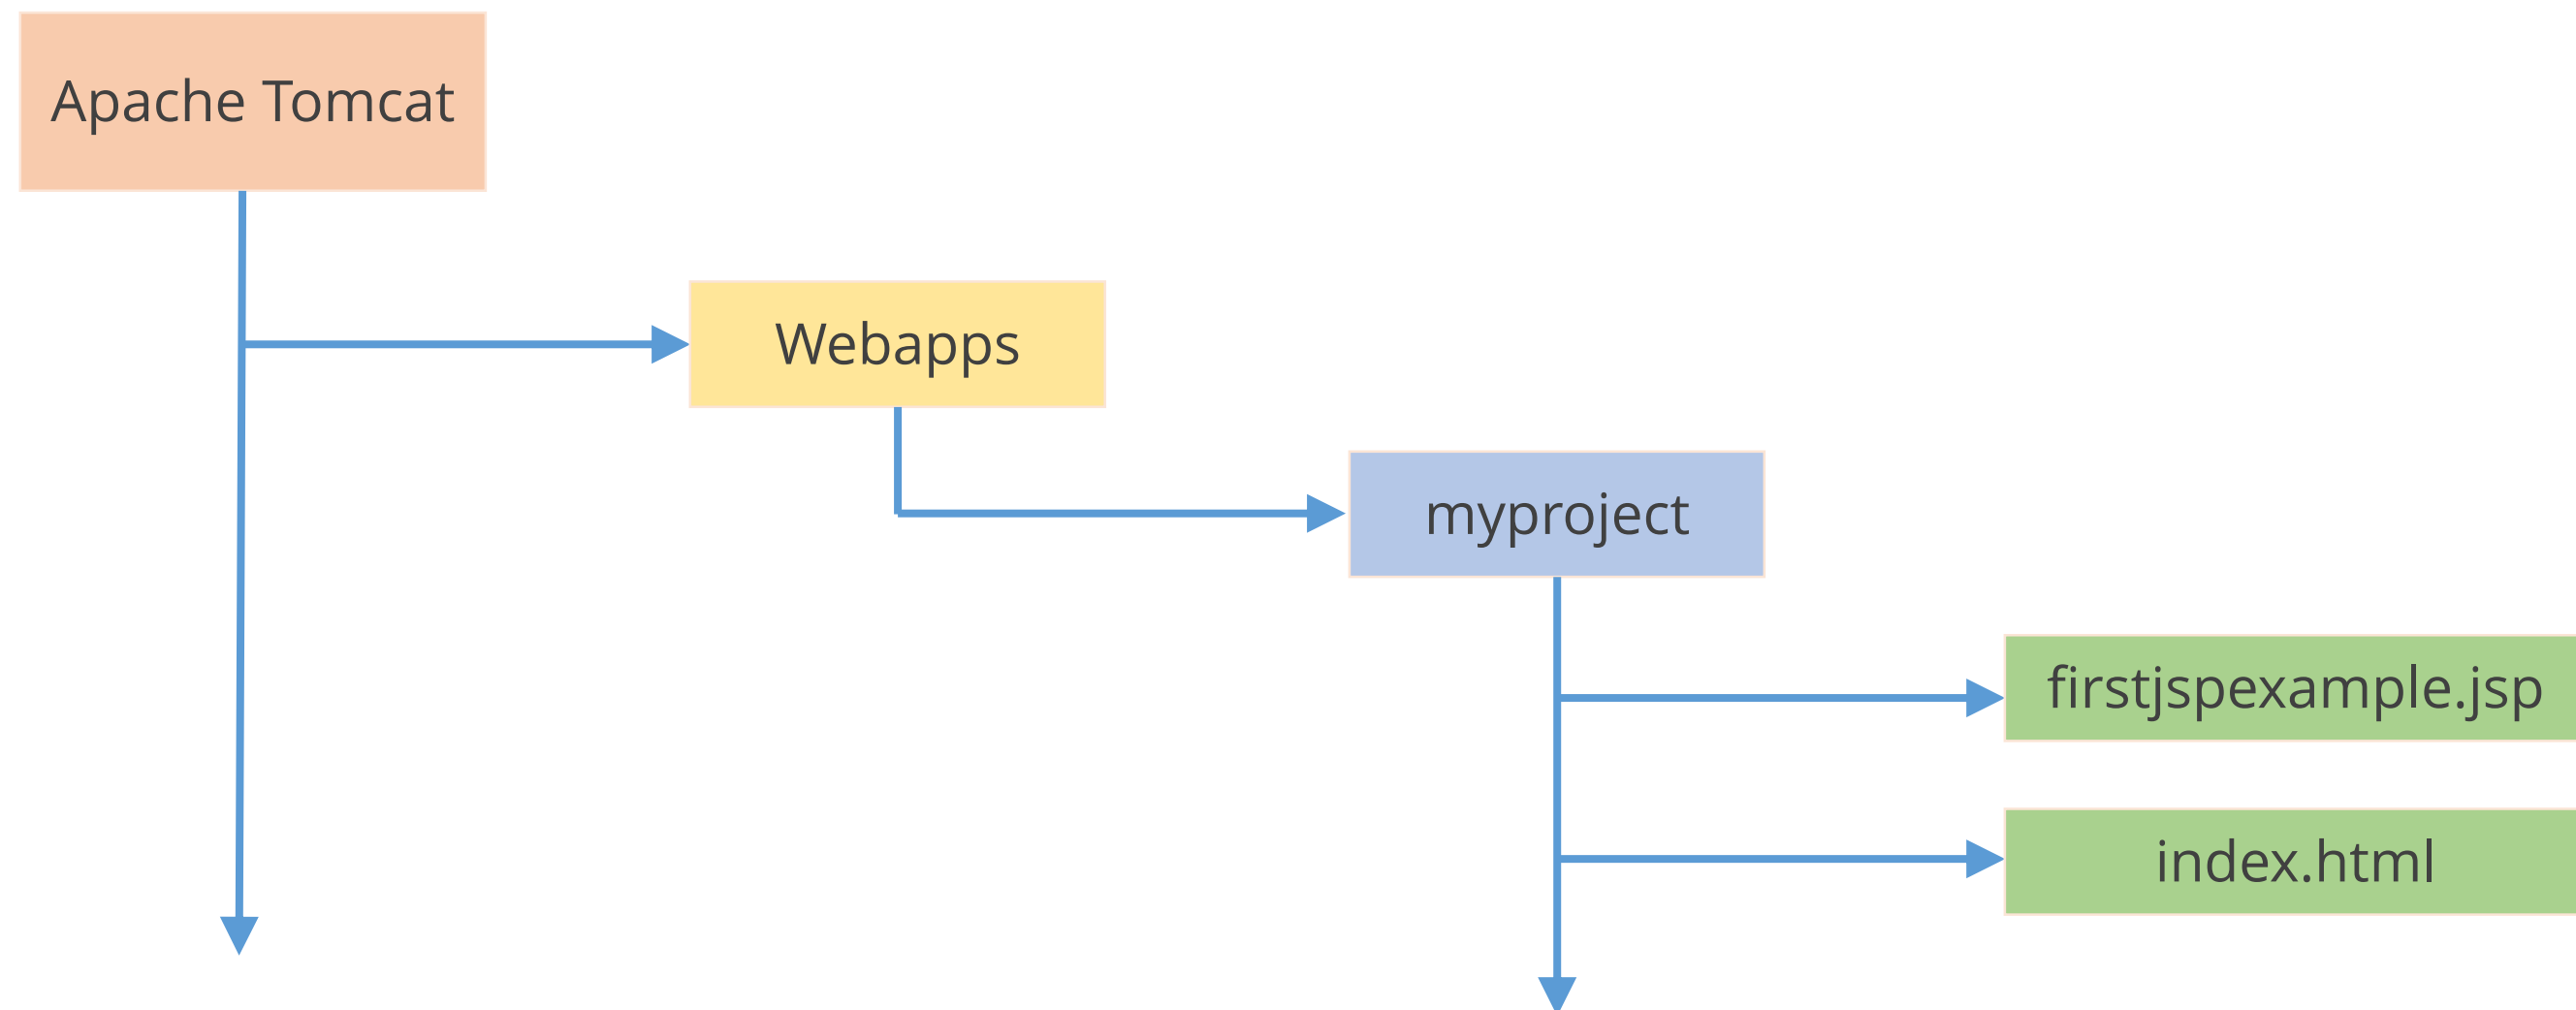 Apache Tomcat
Webapps
myproject
firstjspexample.jsp
index.html